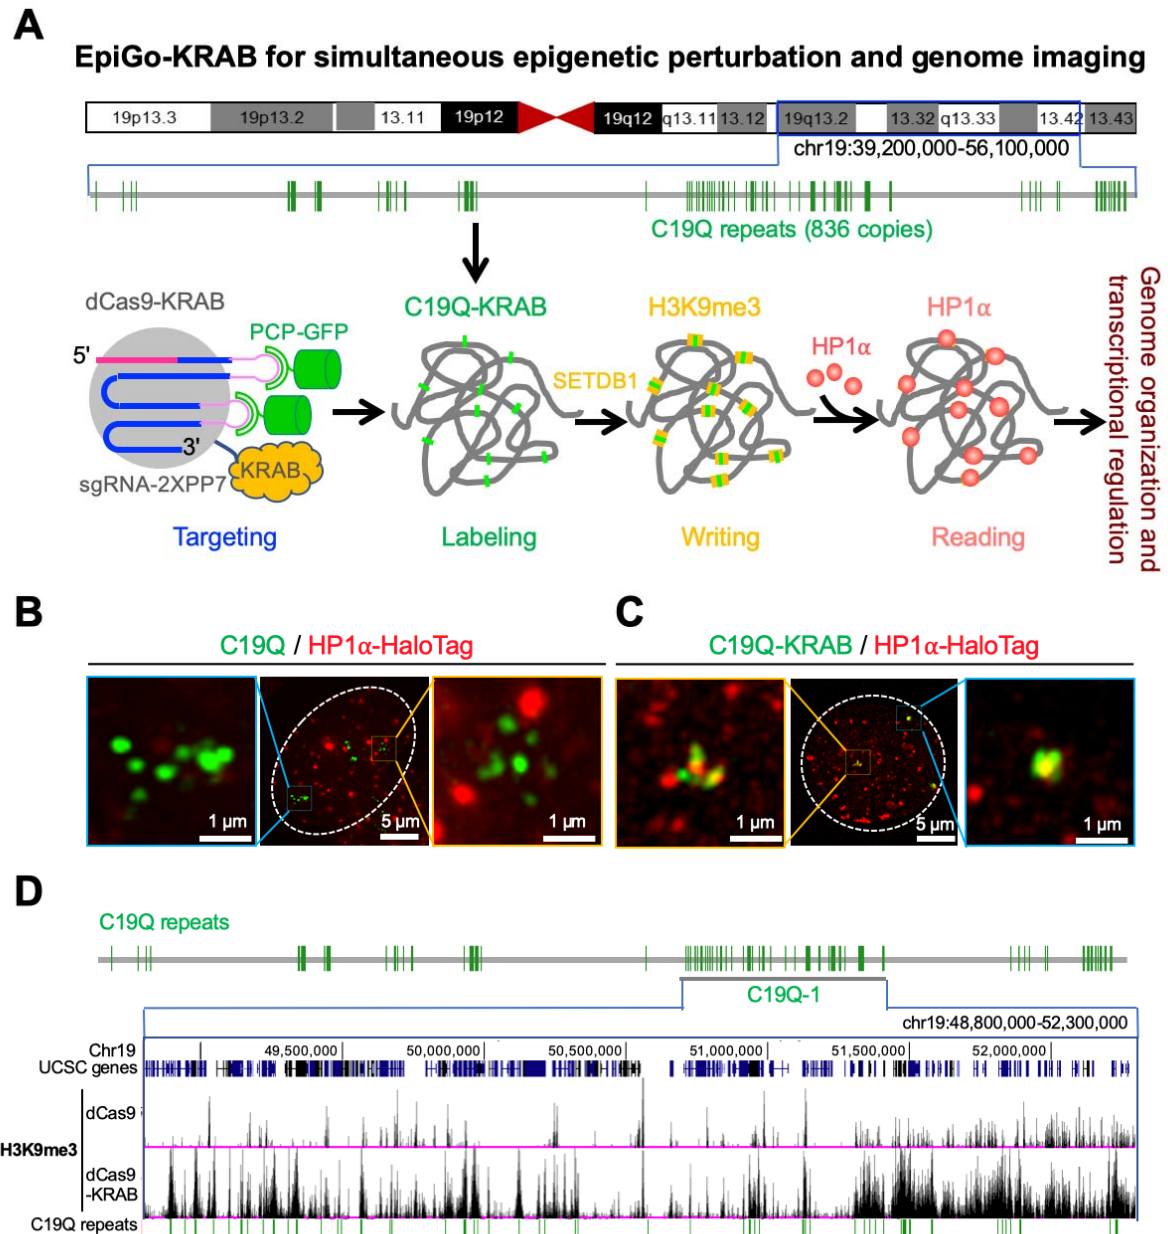 A
EpiGo-KRAB for simultaneous epigenetic perturbation and genome imaging
19p13.3 19p13.2 13.11 19p12 19q12 q13.11 13.12 19q13.2 13.32 q13.33 13.42 13.43
chr19:39,200,000-56,100,000
C19Q repeats (836 copies)
dCas9-KRAB
PCP-GFP
5'
3'
KRAB
sgRNA-2XPP7
Targeting
C19Q-KRAB
Labeling
SETDB1
H3K9me3
Writing
HP1α
HP1α
Reading
Genome organization and
transcriptional regulation
B
C19Q / HP1α-HaloTag
1 µm
5 µm
1 µm
C
C19Q-KRAB / HP1α-HaloTag
1 µm
5 µm
1 µm
D
C19Q repeats
C19Q-1
chr19:48,800,000-52,300,000
Chr19 49,500,000 50,000,000 50,500,000 51,000,000 51,500,000 52,000,000
UCSC genes
H3K9me3
dCas9
dCas9
-KRAB
C19Q repeats